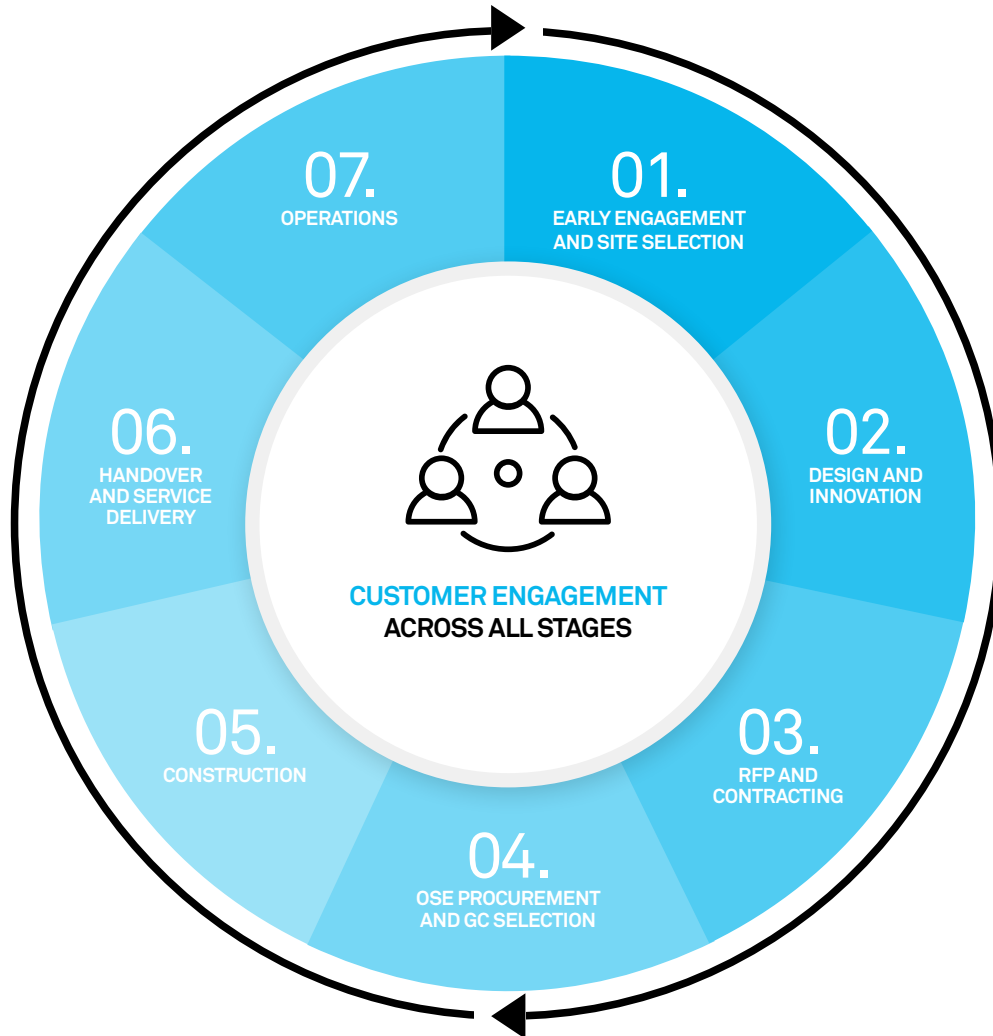 01.
EARLY ENGAGEMENT
AND SITE SELECTION
02.
DESIGN AND
INNOVATION
03.
RFP AND
CONTRACTING
04.
OSE PROCUREMENT
AND GC SELECTION
05.
CONSTRUCTION
06.
HANDOVER
AND SERVICE
DELIVERY
07.
OPERATIONS
CUSTOMER ENGAGEMENT
ACROSS ALL STAGES